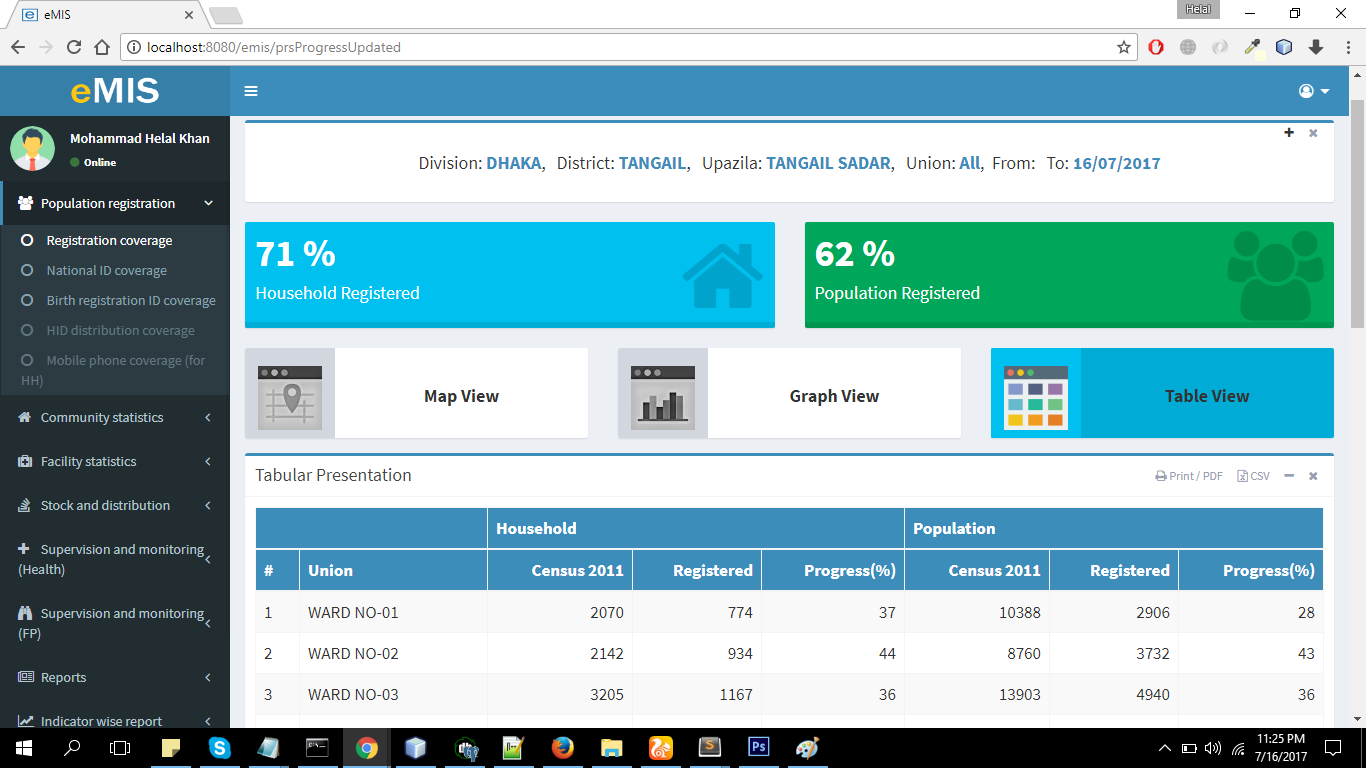 eMIS
Helal
localhost:8080/emis/prsProgressUpdated
eMIS
Mohammad Helal Khan
Online
Population registration
Registration coverage
National ID coverage
Birth registration ID coverage
HID distribution coverage
Mobile phone coverage (for
HH)
Community statistics
Facility statistics
Stock and distribution
Supervision and monitoring
(Health)
Supervision and monitoring
(FP)
Reports
Indicator wise report
Division: DHAKA, District: TANGAIL, Upazila: TANGAIL SADAR, Union: All, From: To: 16/07/2017
71 %
Household Registered
62 %
Population Registered
Map View
Graph View
Table View
Tabular Presentation
Print / PDF CSV
Household Population
# Union Census 2011 Registered Progress(%) Census 2011 Registered Progress(%)
1 WARD NO-01 2070 774 37 10388 2906 28
2 WARD NO-02 2142 934 44 8760 3732 43
3 WARD NO-03 3205 1167 36 13903 4940 36
11:25 PM
7/16/2017